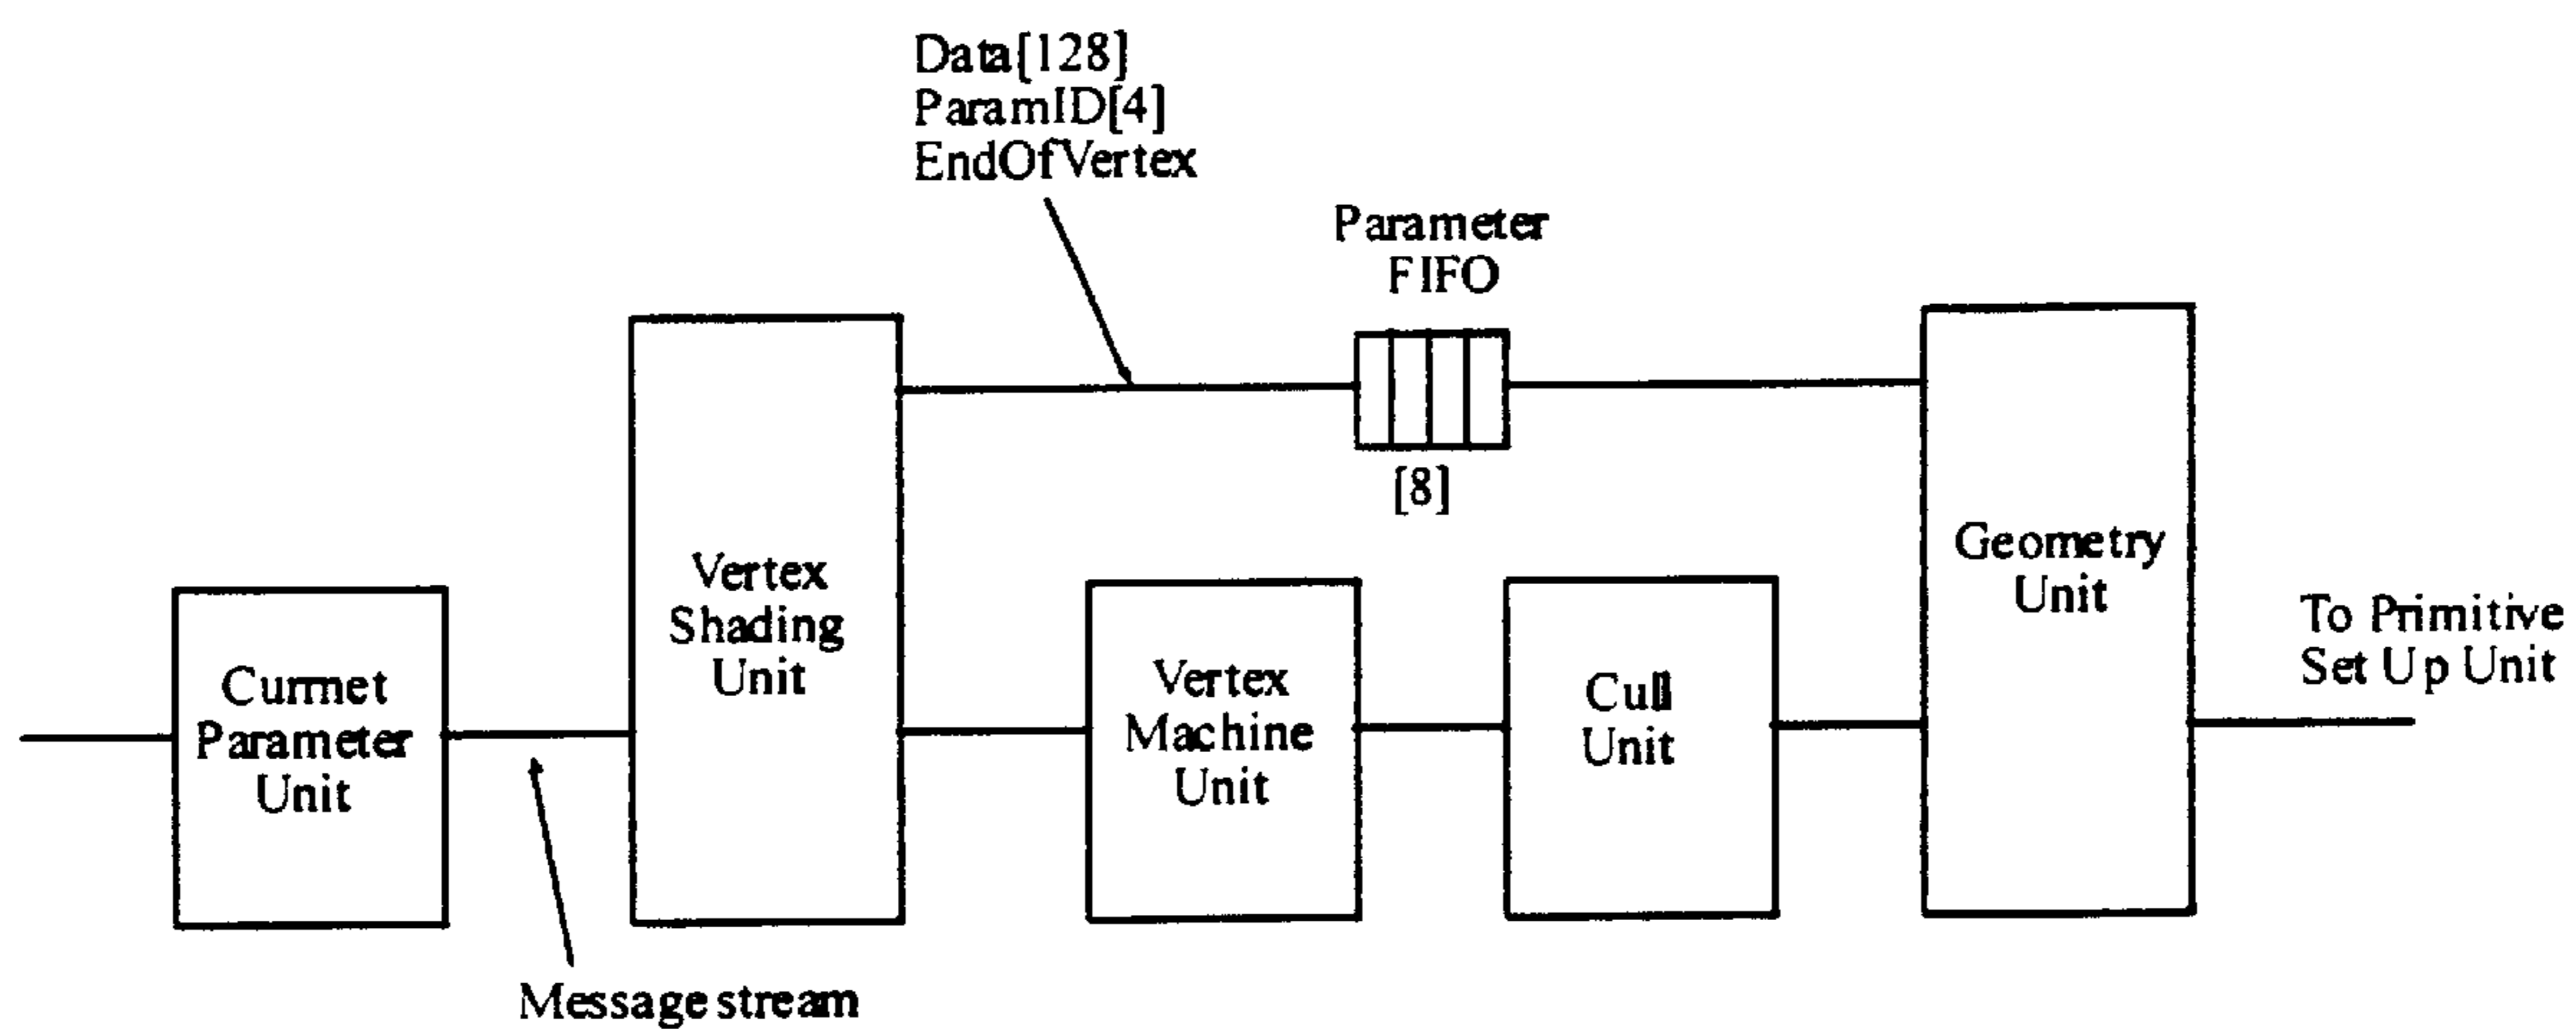 Data[128]
ParamID[4]
EndOfVertex
Parameter
FIFO
[8]
Currnet
Parameter
Unit
Message stream
Vertex
Shading
Unit
Vertex
Machine
Unit
Cull
Unit
Geometry
Unit
To Primitive
Set Up Unit